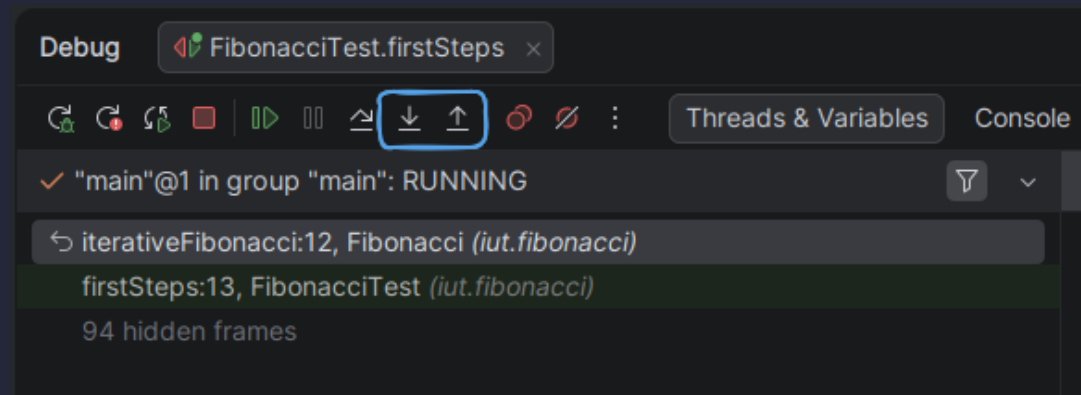 Debug FibonacciTest.firstSteps
Threads & Variables Console
"main"@1 in group "main": RUNNING
iterativeFibonacci:12, Fibonacci (iut.fibonacci)
firstSteps:13, FibonacciTest (iut.fibonacci)
94 hidden frames